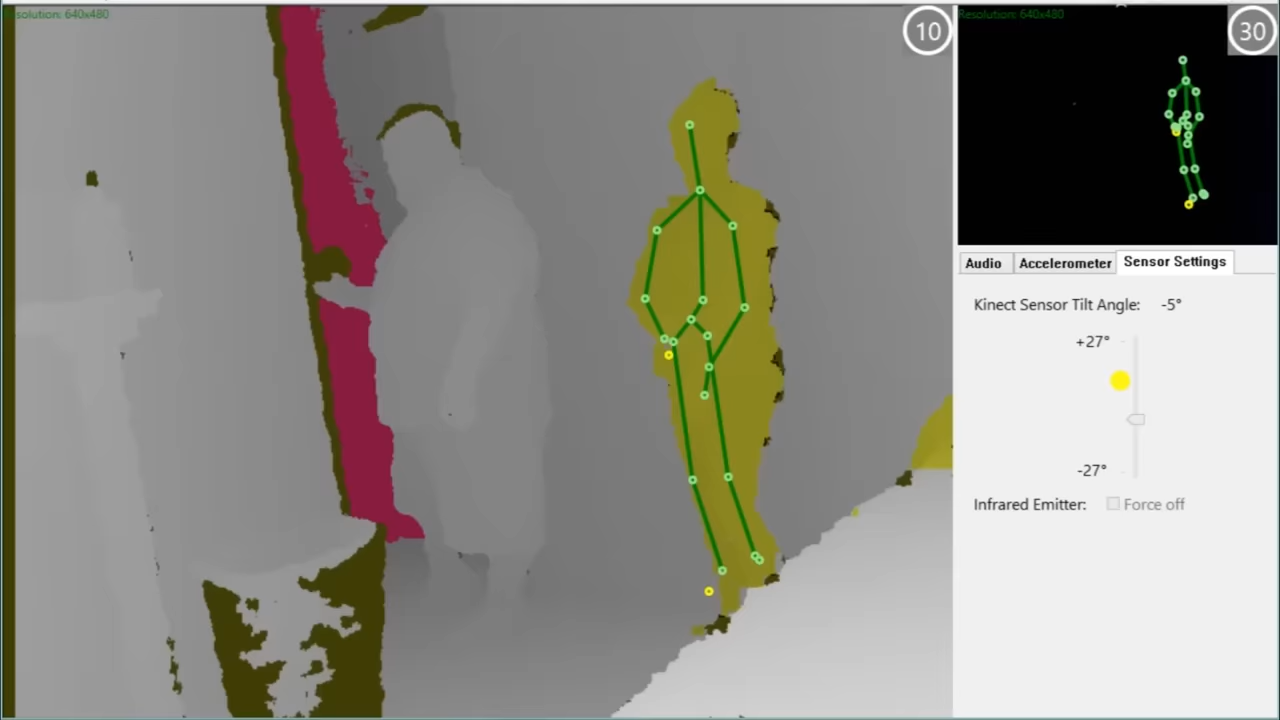 Resolution: 640x480
10
Resolution: 640x480
30
Audio
Accelerometer
Sensor Settings
Kinect Sensor Tilt Angle: -5°
+27°
-27°
Infrared Emitter: Force off